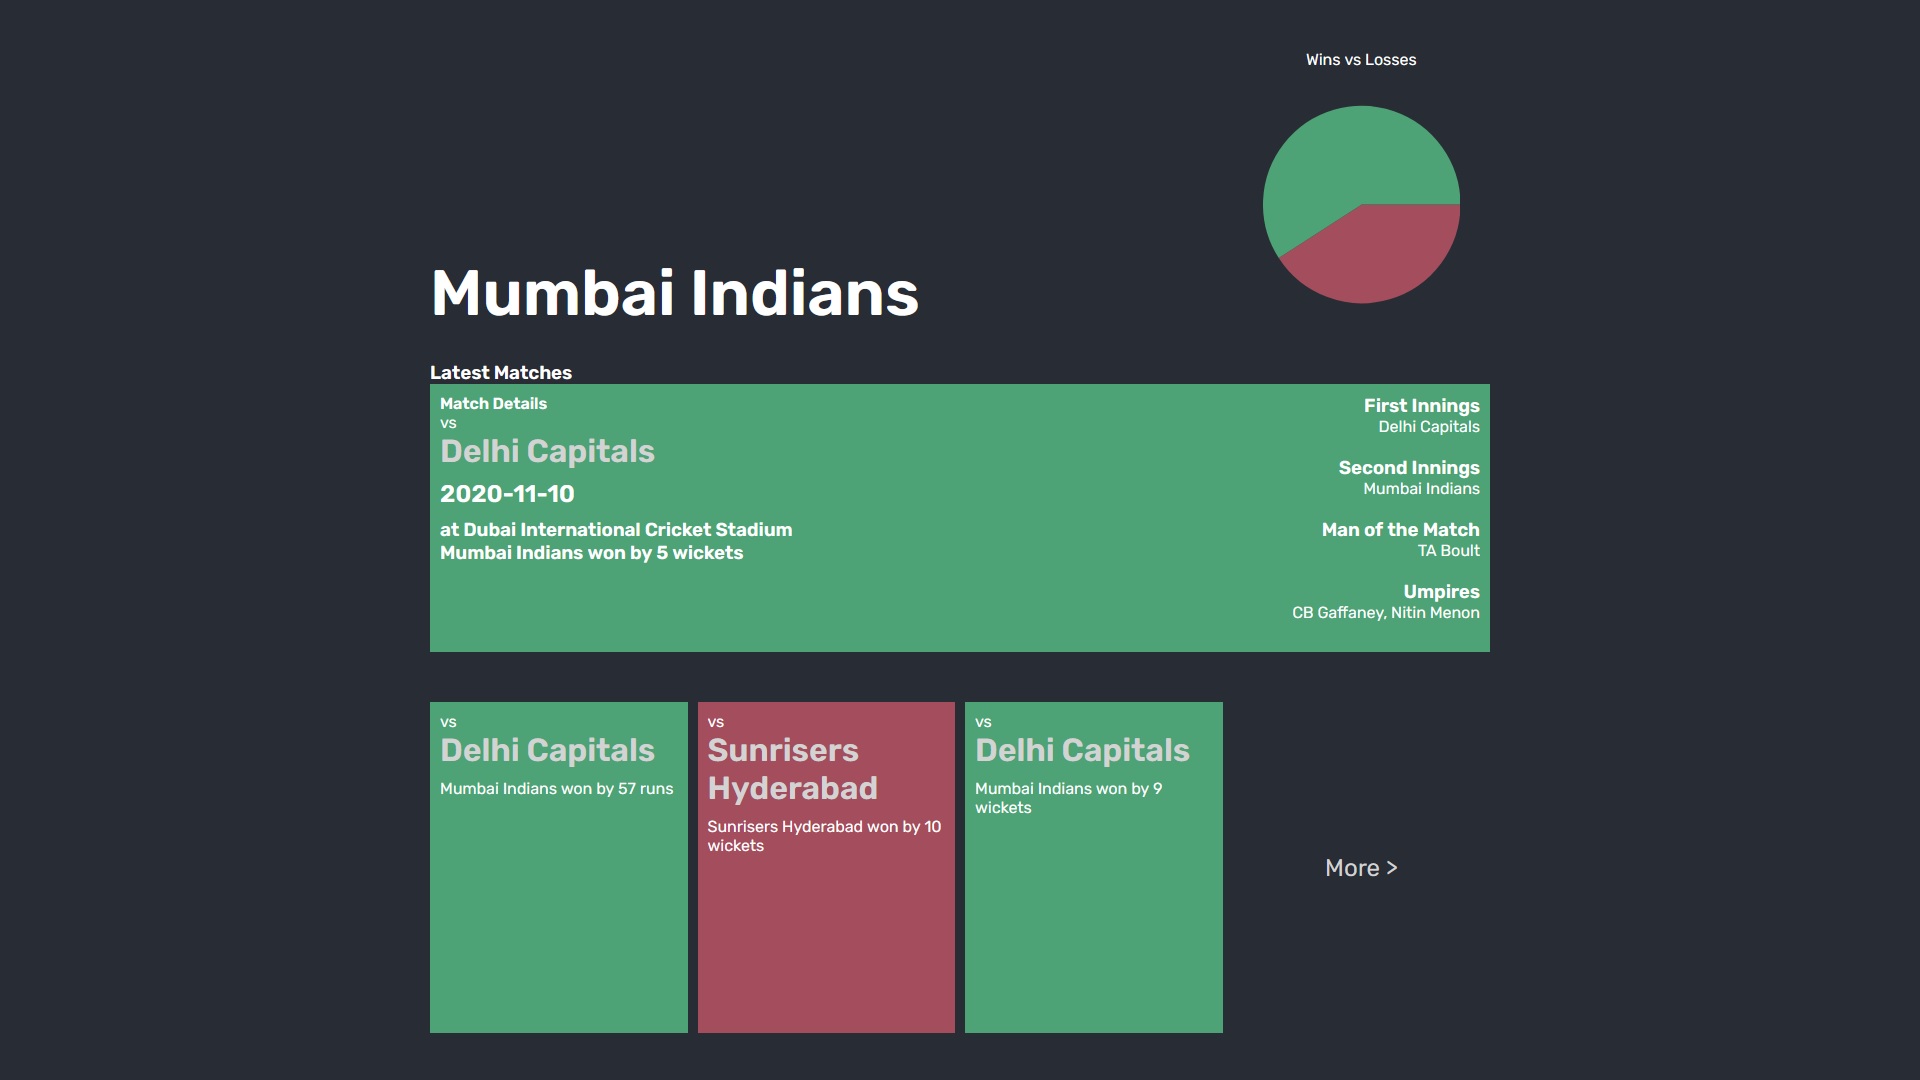 Wins vs Losses
Mumbai Indians
Latest Matches
Match Details
vs
Delhi Capitals
2020-11-10
at Dubai International Cricket Stadium
Mumbai Indians won by 5 wickets
First Innings
Delhi Capitals
Second Innings
Mumbai Indians
Man of the Match
TA Boult
Umpires
CB Gaffaney, Nitin Menon
vs
Delhi Capitals
Mumbai Indians won by 57 runs
vs
Sunrisers
Hyderabad
Sunrisers Hyderabad won by 10
wickets
vs
Delhi Capitals
Mumbai Indians won by 9
wickets
More >